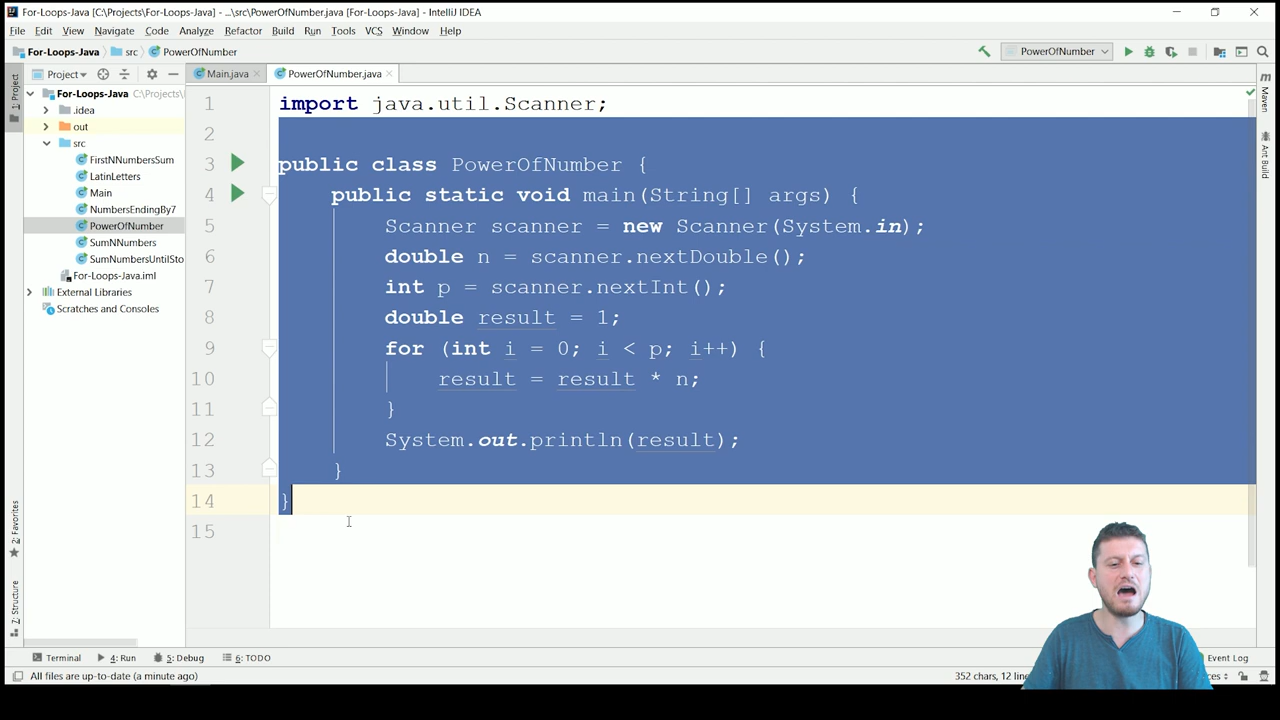 For-Loops-Java [C:\Projects\For-Loops-Java] - ...\src\PowerOfNumber.java [For-Loops-Java] - IntelliJ IDEA
File Edit View Navigate Code Analyze Refactor Build Run Tools VCS Window Help
For-Loops-Java src PowerOfNumber PowerOfNumber
Project Main.java PowerOfNumber.java
1: Project
For-Loops-Java C:\Projects\
.idea
out
src
FirstNNumbersSum
LatinLetters
Main
NumbersEndingBy7
PowerOfNumber
SumNNumbers
SumNumbersUntilSto
For-Loops-Java.iml
External Libraries
Scratches and Consoles
1 import java.util.Scanner;
2
3 public class PowerOfNumber {
4 public static void main(String[] args) {
5 Scanner scanner = new Scanner(System.in);
6 double n = scanner.nextDouble();
7 int p = scanner.nextInt();
8 double result = 1;
9 for (int i = 0; i < p; i++) {
10 result = result * n;
11 }
12 System.out.println(result);
13 }
14 }
15
Maven
Ant Build
2: Favorites
7: Structure
Terminal 4: Run 5: Debug 6: TODO Event Log
All files are up-to-date (a minute ago) 352 chars, 12